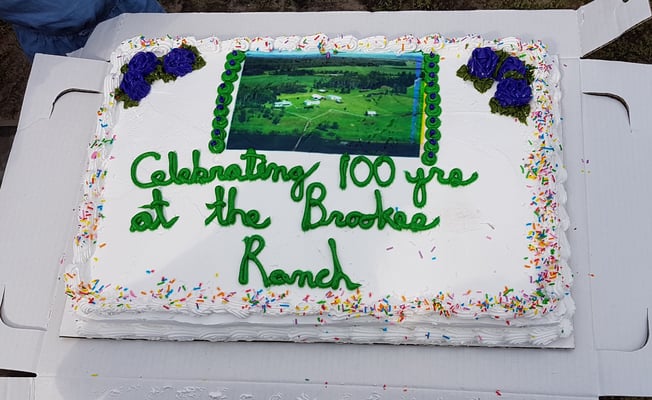 Celebrating 100 yrs
at the Brookes
Ranch